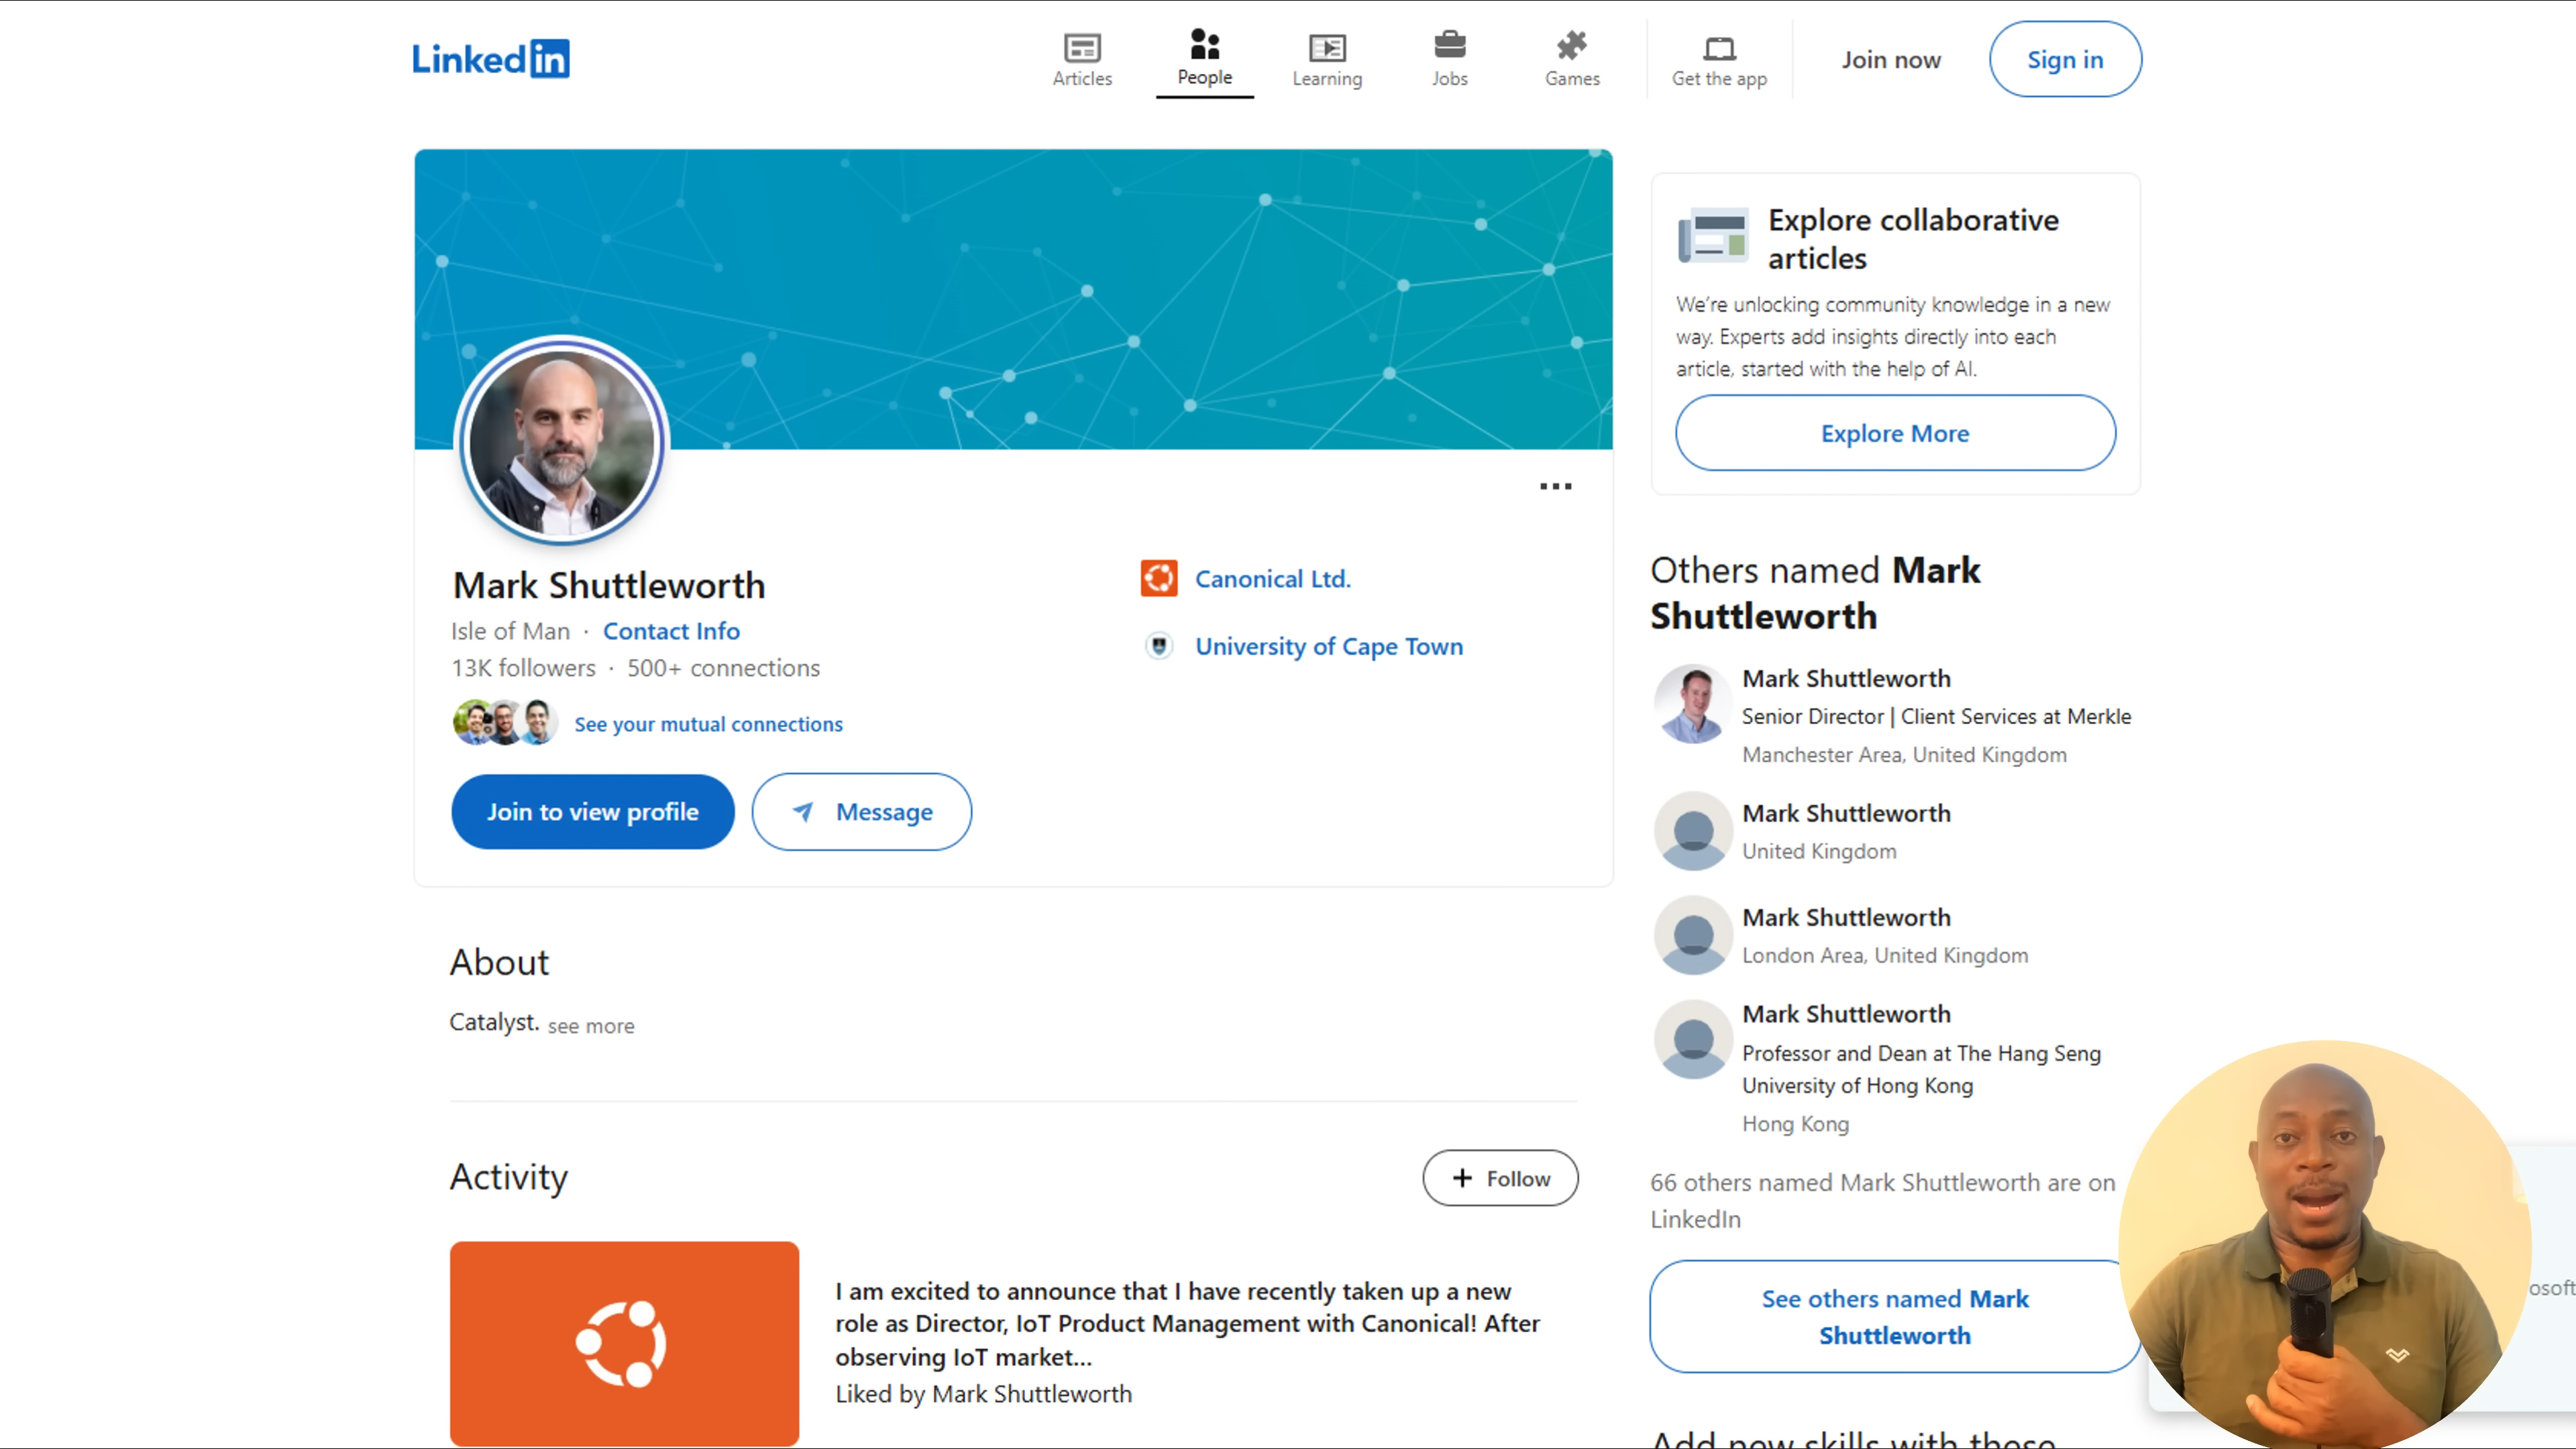 Linked in
Articles
People
Learning
Jobs
Games
Get the app
Join now
Sign in
Mark Shuttleworth
Isle of Man · Contact Info
13K followers · 500+ connections
See your mutual connections
Join to view profile
Message
Canonical Ltd.
University of Cape Town
About
Catalyst. see more
Activity
+ Follow
I am excited to announce that I have recently taken up a new
role as Director, IoT Product Management with Canonical! After
observing IoT market...
Liked by Mark Shuttleworth
Explore collaborative
articles
We’re unlocking community knowledge in a new
way. Experts add insights directly into each
article, started with the help of AI.
Explore More
Others named Mark
Shuttleworth
Mark Shuttleworth
Senior Director | Client Services at Merkle
Manchester Area, United Kingdom
Mark Shuttleworth
United Kingdom
Mark Shuttleworth
London Area, United Kingdom
Mark Shuttleworth
Professor and Dean at The Hang Seng
University of Hong Kong
Hong Kong
66 others named Mark Shuttleworth are on
LinkedIn
See others named Mark
Shuttleworth
Add new skills with these